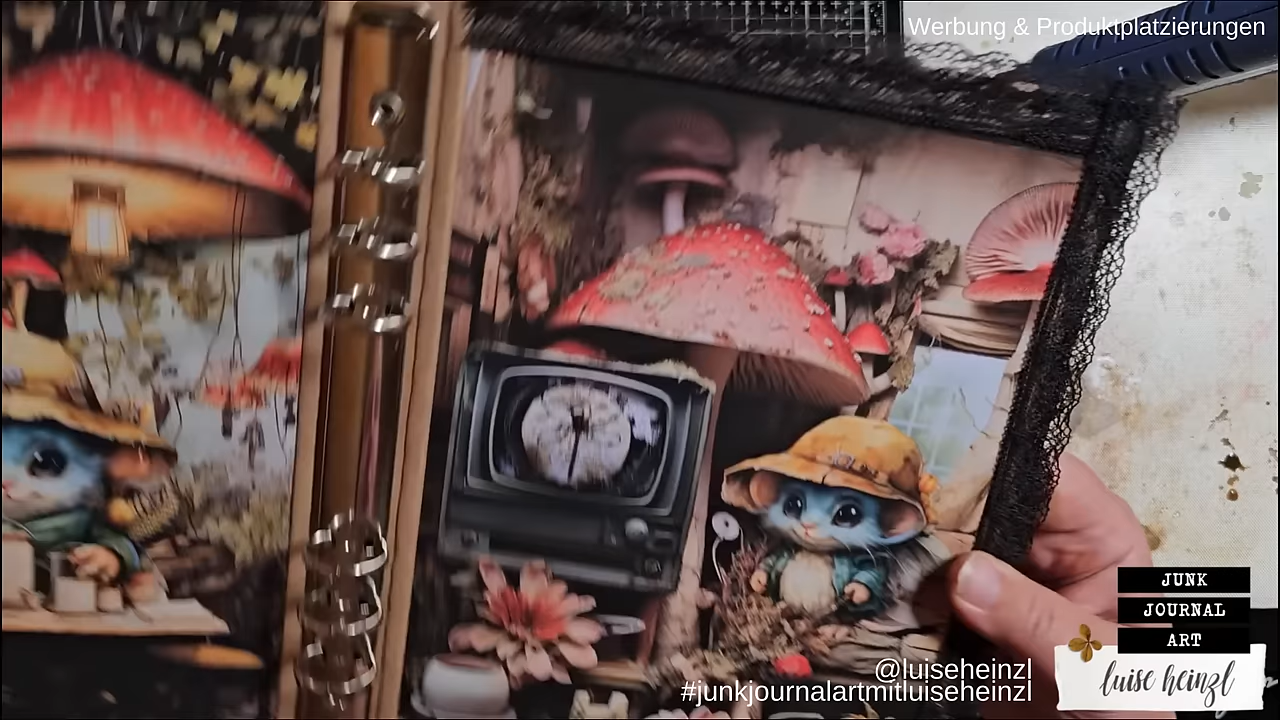 Werbung & Produktplatzierungen
JUNK
JOURNAL
ART
luise heinzl
@luiseheinzl
#junkjournalartmitluiseheinzl